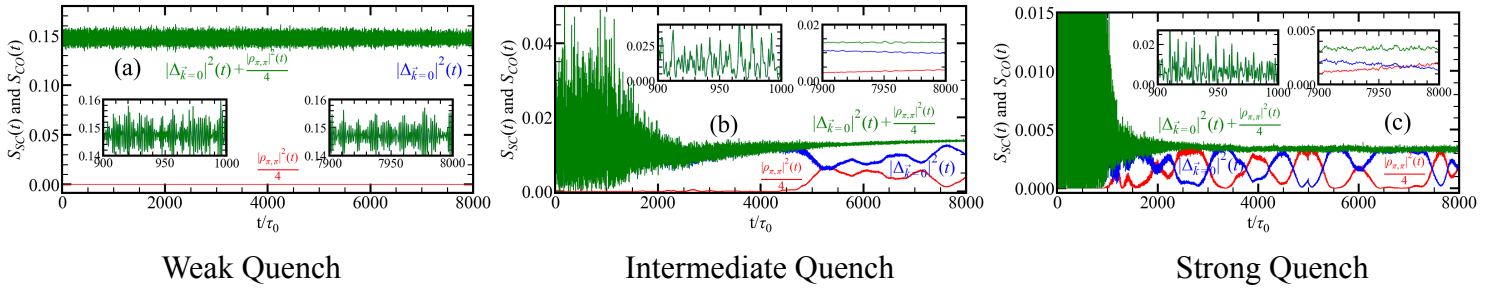 S_SC(t) and S_CO(t)
0.15
0.10
0.05
0.00
(a)
|Δ_{k⃗=0}|²(t) + |ρ_{π,π}|²(t)/4
|Δ_{k⃗=0}|²(t)
0.16
0.15
0.14
900 950 1000
0.16
0.15
0.14
7900 7950 8000
|ρ_{π,π}|²(t)/4
0 2000 4000 6000 8000
t/τ₀
Weak Quench
S_SC(t) and S_CO(t)
0.04
0.02
0.00
0.025
0.000
900 950 1000
0.02
0.00
7900 7950 8000
(b)
|Δ_{k⃗=0}|²(t) + |ρ_{π,π}|²(t)/4
|ρ_{π,π}|²(t)/4
|Δ_{k⃗=0}|²(t)
0 2000 4000 6000 8000
t/τ₀
Intermediate Quench
S_SC(t) and S_CO(t)
0.015
0.010
0.005
0.000
0.02
0.00
900 950 1000
0.005
0.000
7900 7950 8000
(c)
|Δ_{k⃗=0}|²(t) + |ρ_{π,π}|²(t)/4
|Δ_{k⃗=0}|²(t)
|ρ_{π,π}|²(t)/4
0 2000 4000 6000 8000
t/τ₀
Strong Quench